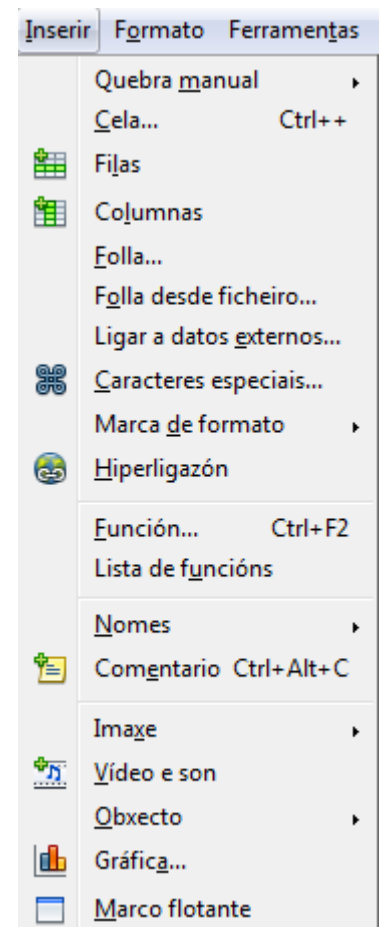 Inserir Formato Ferramentas
Quebra manual
Cela... Ctrl++
Filas
Columnas
Folla...
Folla desde ficheiro...
Ligar a datos externos...
Caracteres especiais...
Marca de formato
Hiperligazón
Función... Ctrl+F2
Lista de funcións
Nomes
Comentario Ctrl+Alt+C
Imaxe
Vídeo e son
Obxecto
Gráfica...
Marco flotante